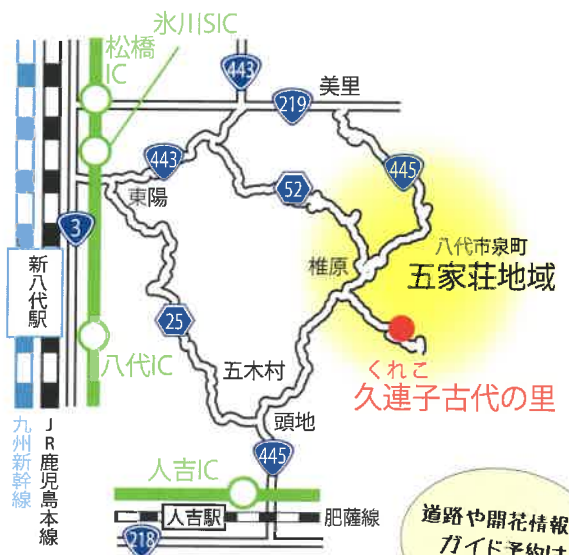 氷川SIC
松橋
IC
443
美里
219
443
52
445
東陽
3
八代市泉町
五家荘地域
椎原
新八代駅
25
八代IC
五木村
くれこ
久連子古代の里
頭地
445
九州新幹線
JR鹿児島本線
人吉IC
人吉駅
肥薩線
218
道路や開花情報
ガイド予約は